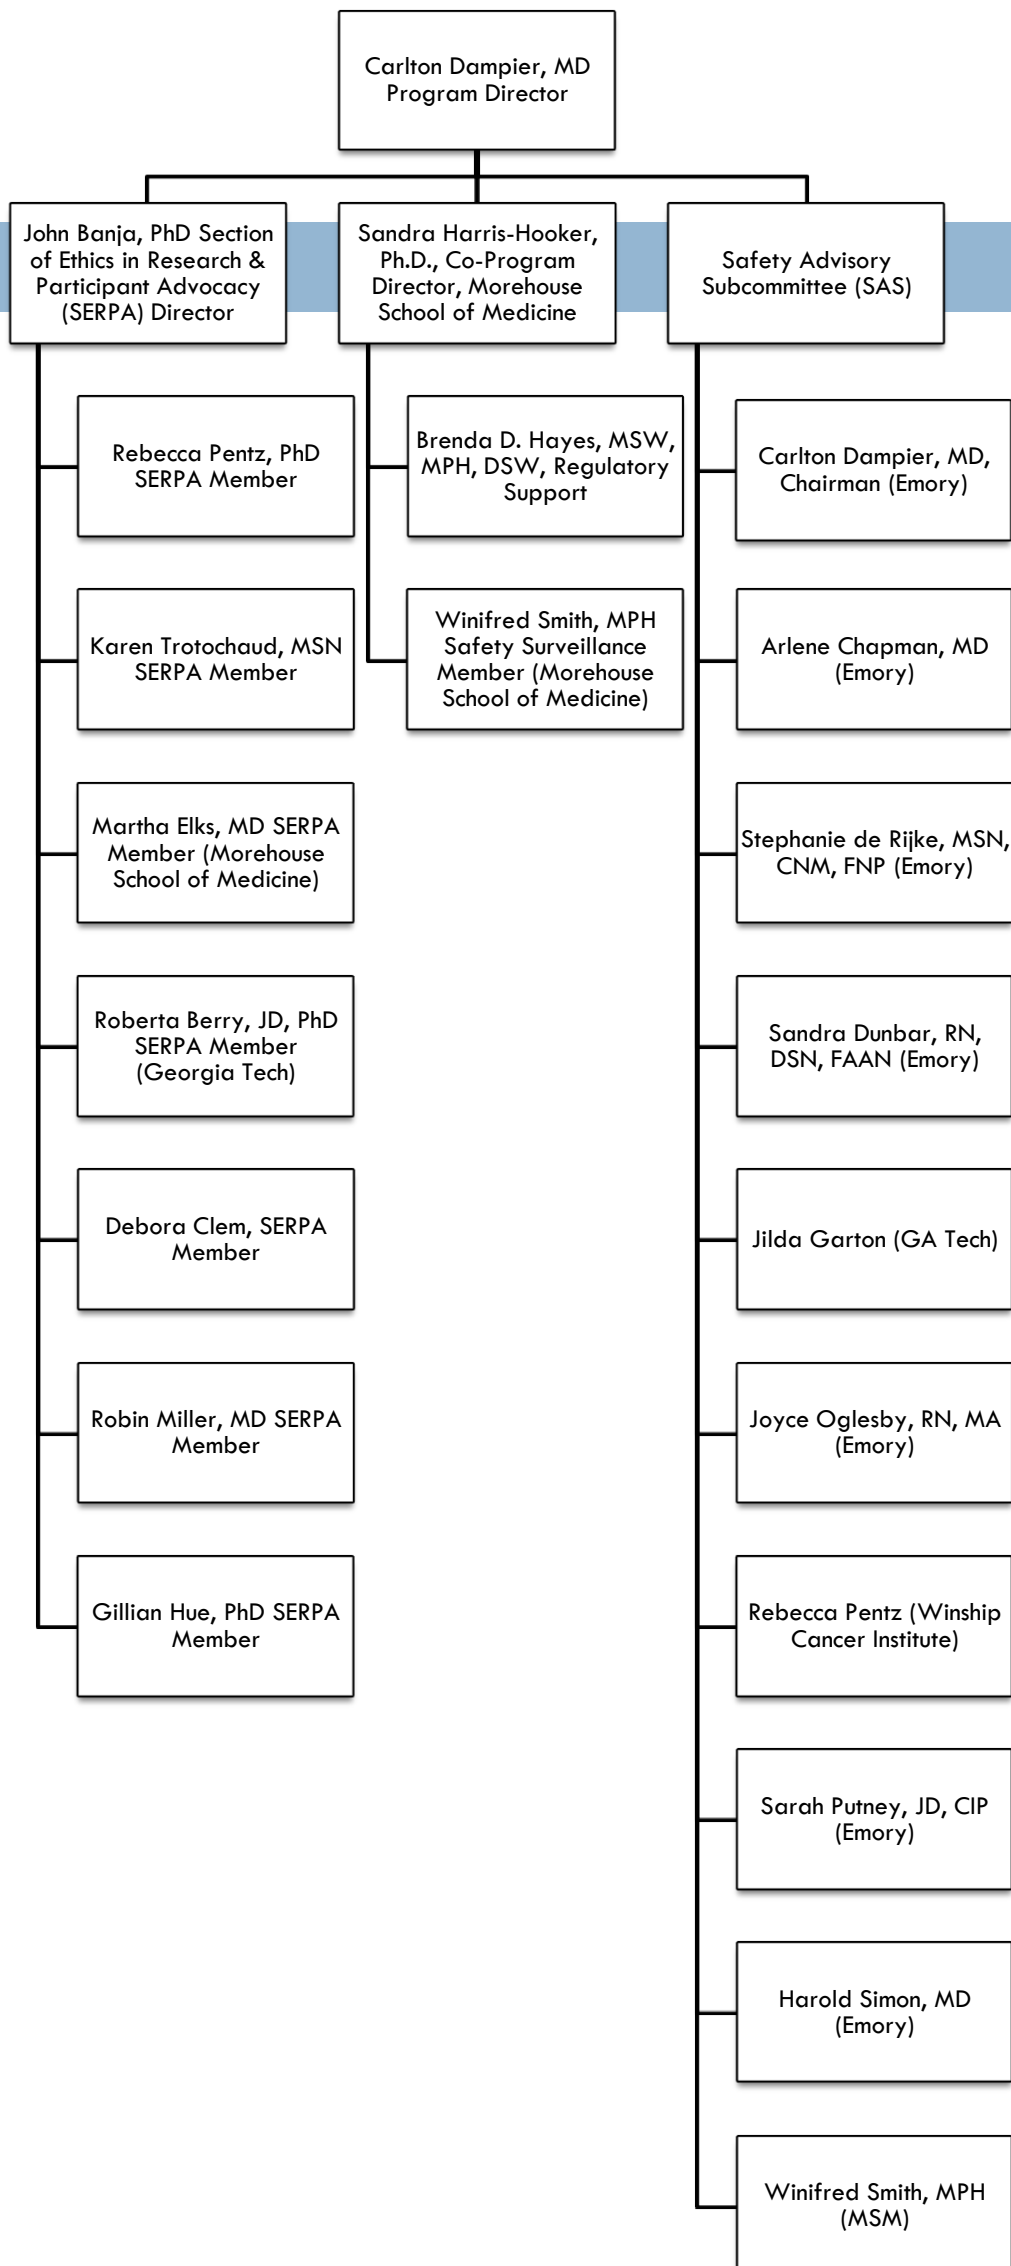 Carlton Dampier, MD
Program Director
John Banja, PhD Section
of Ethics in Research &
Participant Advocacy
(SERPA) Director
Sandra Harris-Hooker,
Ph.D., Co-Program
Director, Morehouse
School of Medicine
Safety Advisory
Subcommittee (SAS)
Rebecca Pentz, PhD
SERPA Member
Karen Trotochaud, MSN
SERPA Member
Martha Elks, MD SERPA
Member (Morehouse
School of Medicine)
Roberta Berry, JD, PhD
SERPA Member
(Georgia Tech)
Debora Clem, SERPA
Member
Robin Miller, MD SERPA
Member
Gillian Hue, PhD SERPA
Member
Brenda D. Hayes, MSW,
MPH, DSW, Regulatory
Support
Winifred Smith, MPH
Safety Surveillance
Member (Morehouse
School of Medicine)
Carlton Dampier, MD,
Chairman (Emory)
Arlene Chapman, MD
(Emory)
Stephanie de Rijke, MSN,
CNM, FNP (Emory)
Sandra Dunbar, RN,
DSN, FAAN (Emory)
Jilda Garton (GA Tech)
Joyce Oglesby, RN, MA
(Emory)
Rebecca Pentz (Winship
Cancer Institute)
Sarah Putney, JD, CIP
(Emory)
Harold Simon, MD
(Emory)
Winifred Smith, MPH
(MSM)